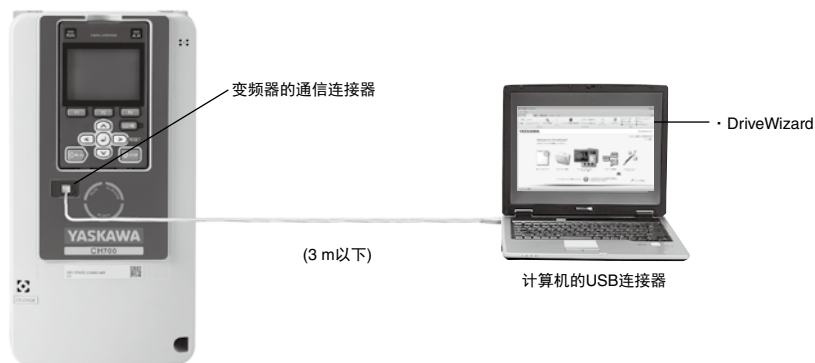 变频器的通信连接器
・DriveWizard
YASKAWA
YASKAWA
CH700
(3 m以下)
计算机的USB连接器